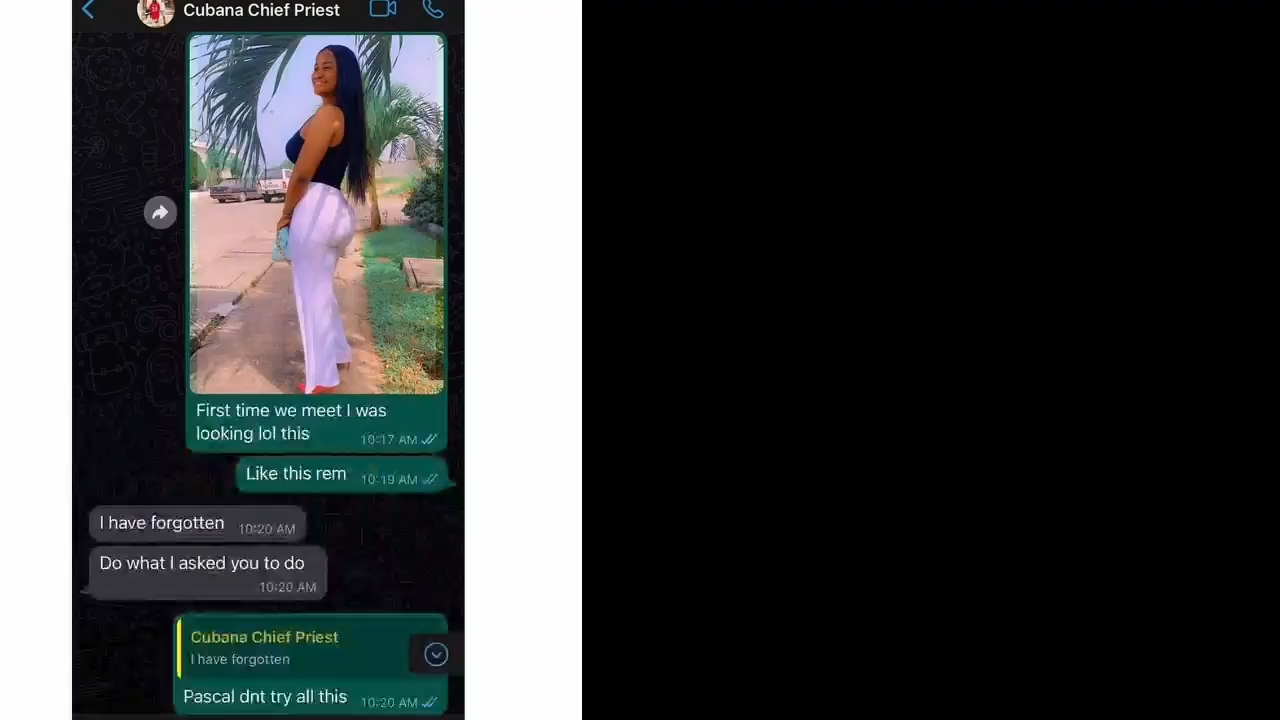 Cubana Chief Priest
First time we meet I was
looking lol this 10:17 AM
Like this rem 10:19 AM
I have forgotten 10:20 AM
Do what I asked you to do
10:20 AM
Cubana Chief Priest
I have forgotten
Pascal dnt try all this 10:20 AM